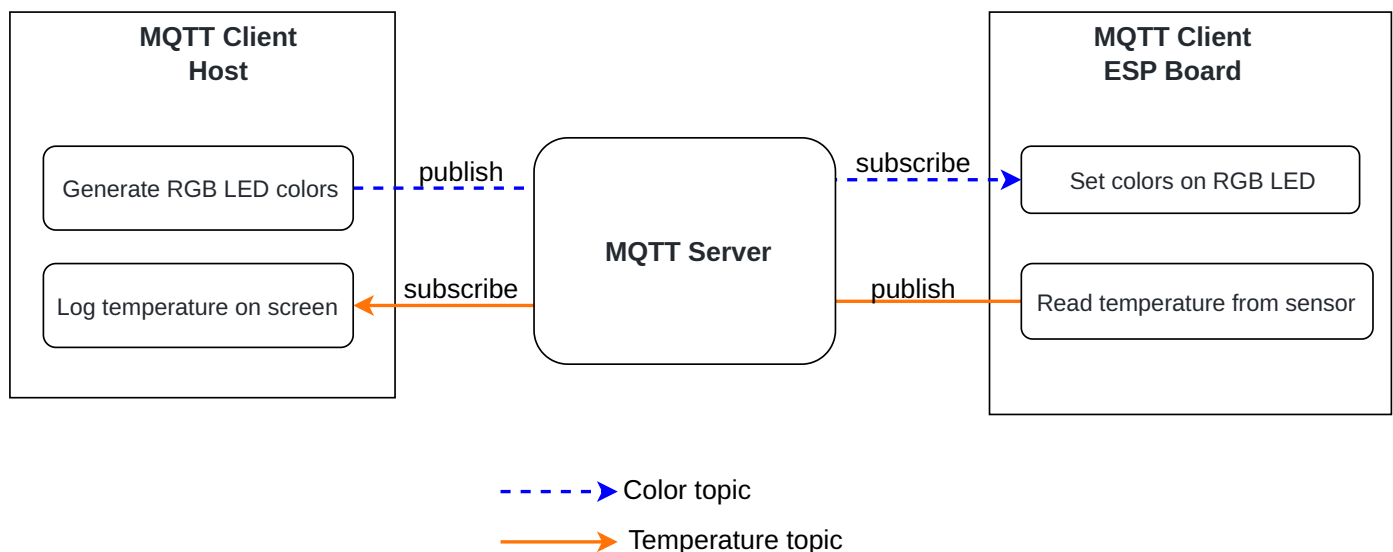 MQTT Client
Host
MQTT Client
ESP Board
Generate RGB LED colors
publish
subscribe
Set colors on RGB LED
MQTT Server
Log temperature on screen
subscribe
publish
Read temperature from sensor
Color topic
Temperature topic